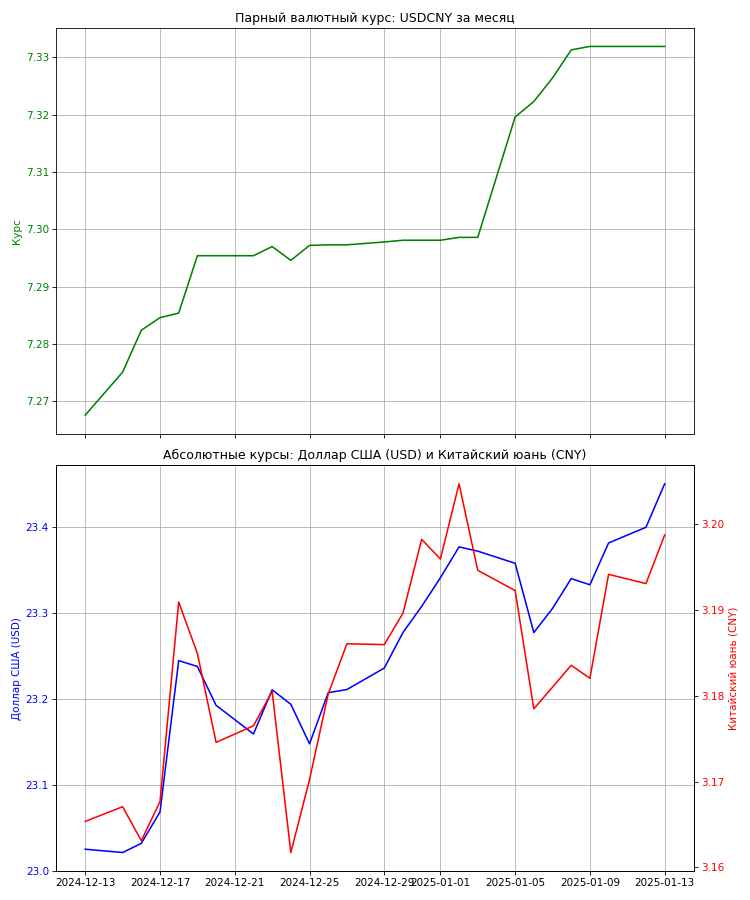 Парный валютный курс: USDCNY за месяц
7.33
7.32
7.31
7.30
7.29
7.28
7.27
Курс
Абсолютные курсы: Доллар США (USD) и Китайский юань (CNY)
23.4
23.3
23.2
23.1
23.0
Доллар США (USD)
3.20
3.19
3.18
3.17
3.16
Китайский юань (CNY)
2024-12-13 2024-12-17 2024-12-21 2024-12-25 2024-12-29 2025-01-01 2025-01-05 2025-01-09 2025-01-13